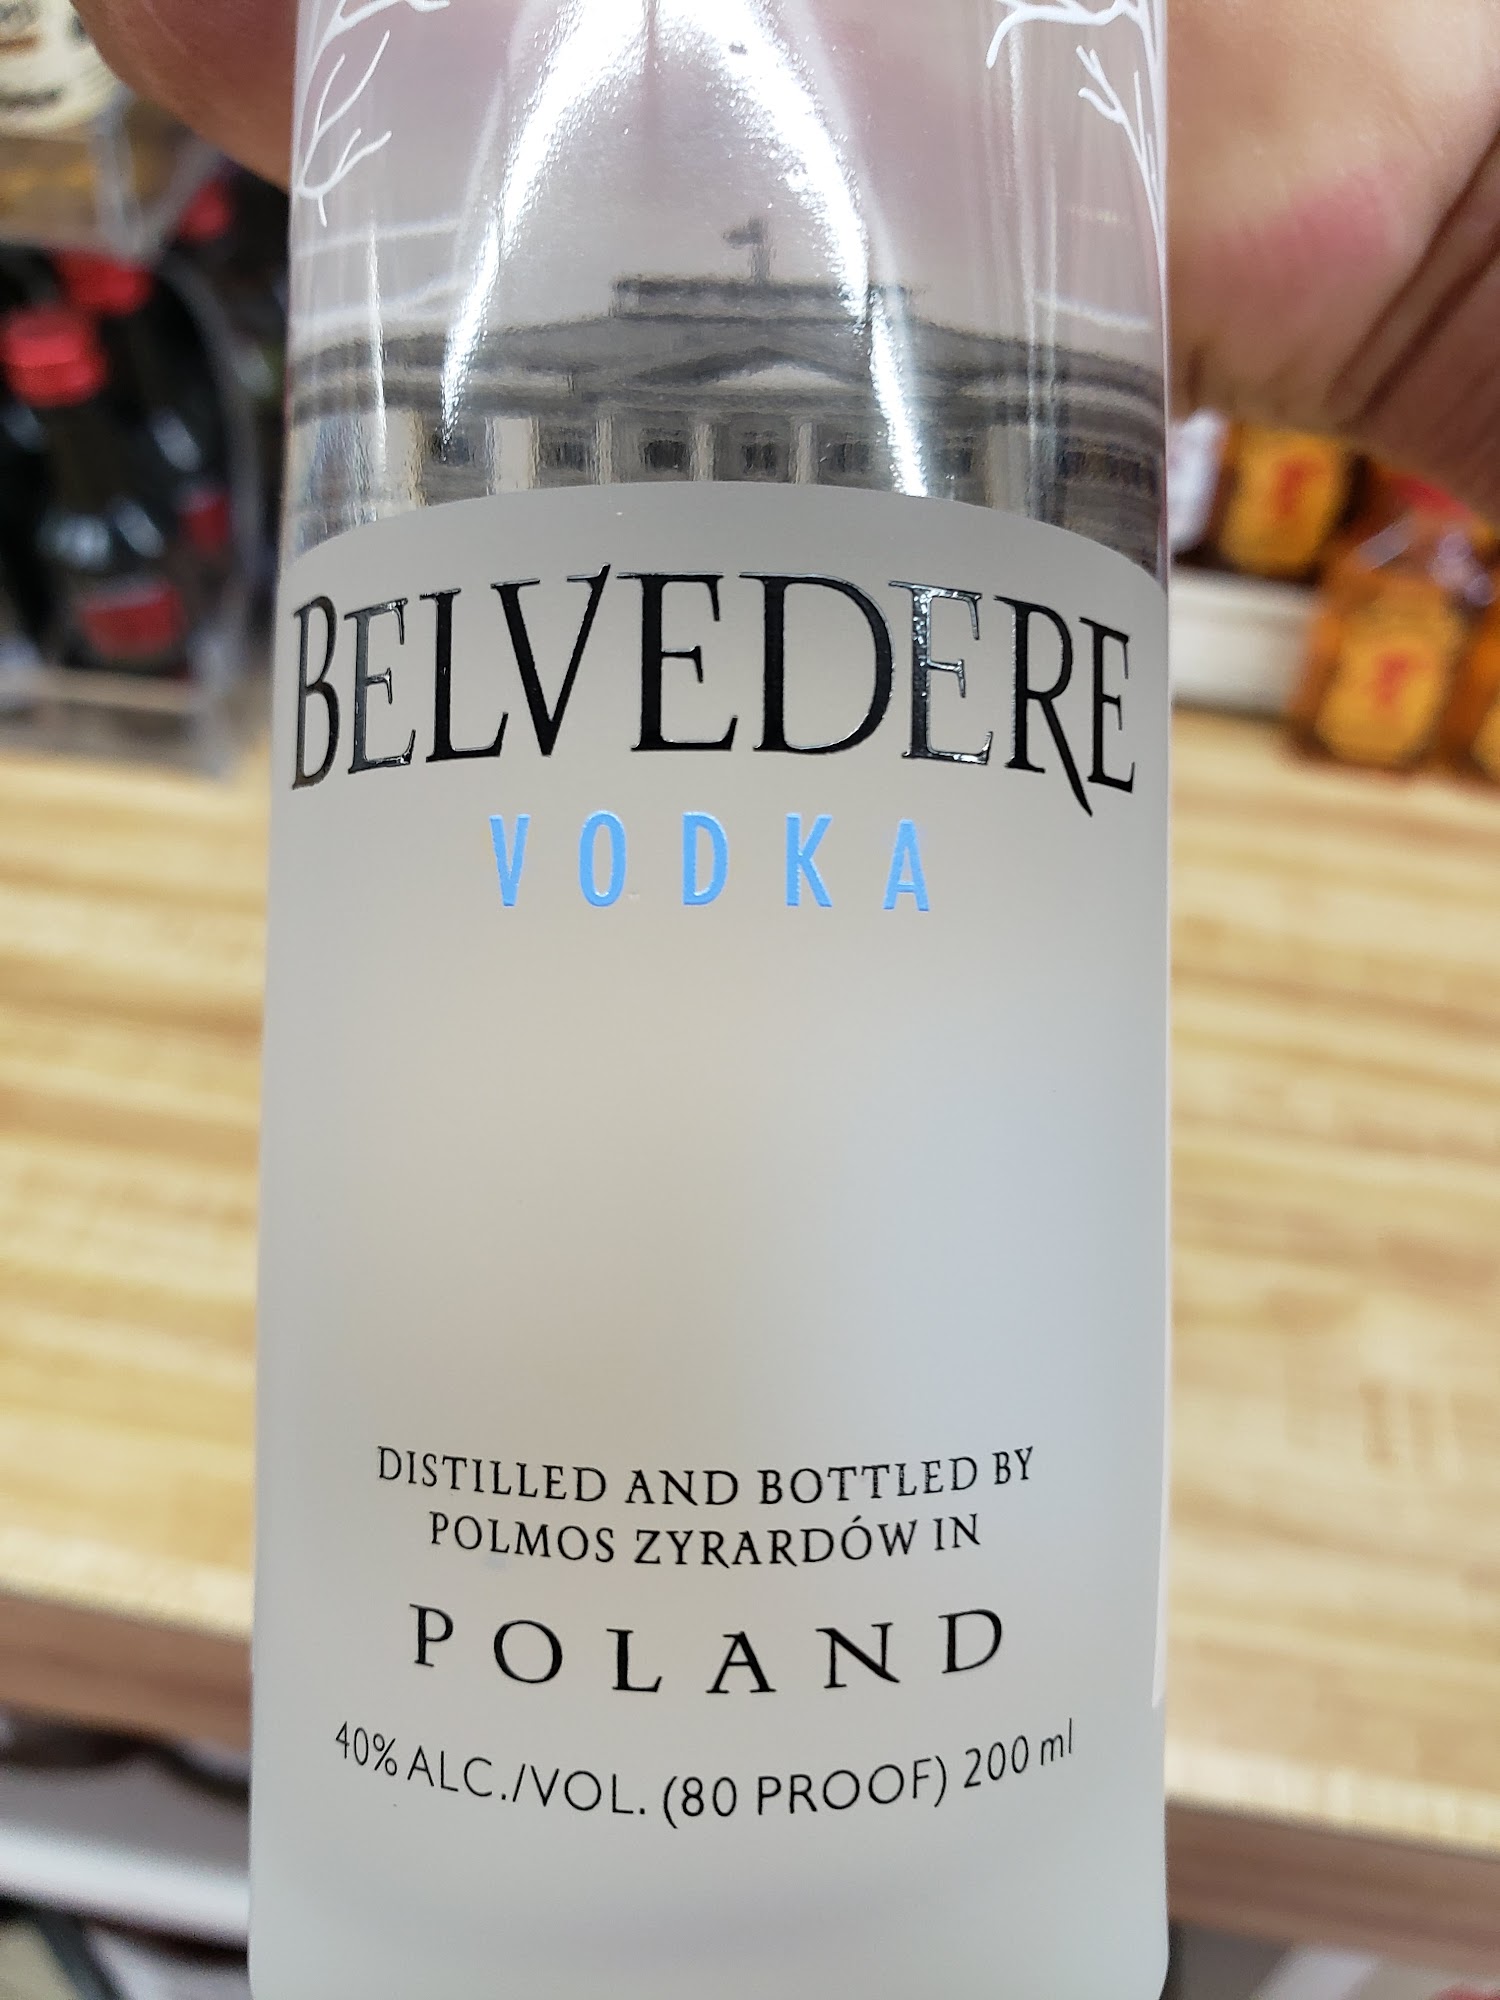 BELVEDERE
VODKA
DISTILLED AND BOTTLED BY
POLMOS ZYRARDÓW IN
POLAND
40% ALC./VOL. (80 PROOF) 200 ml